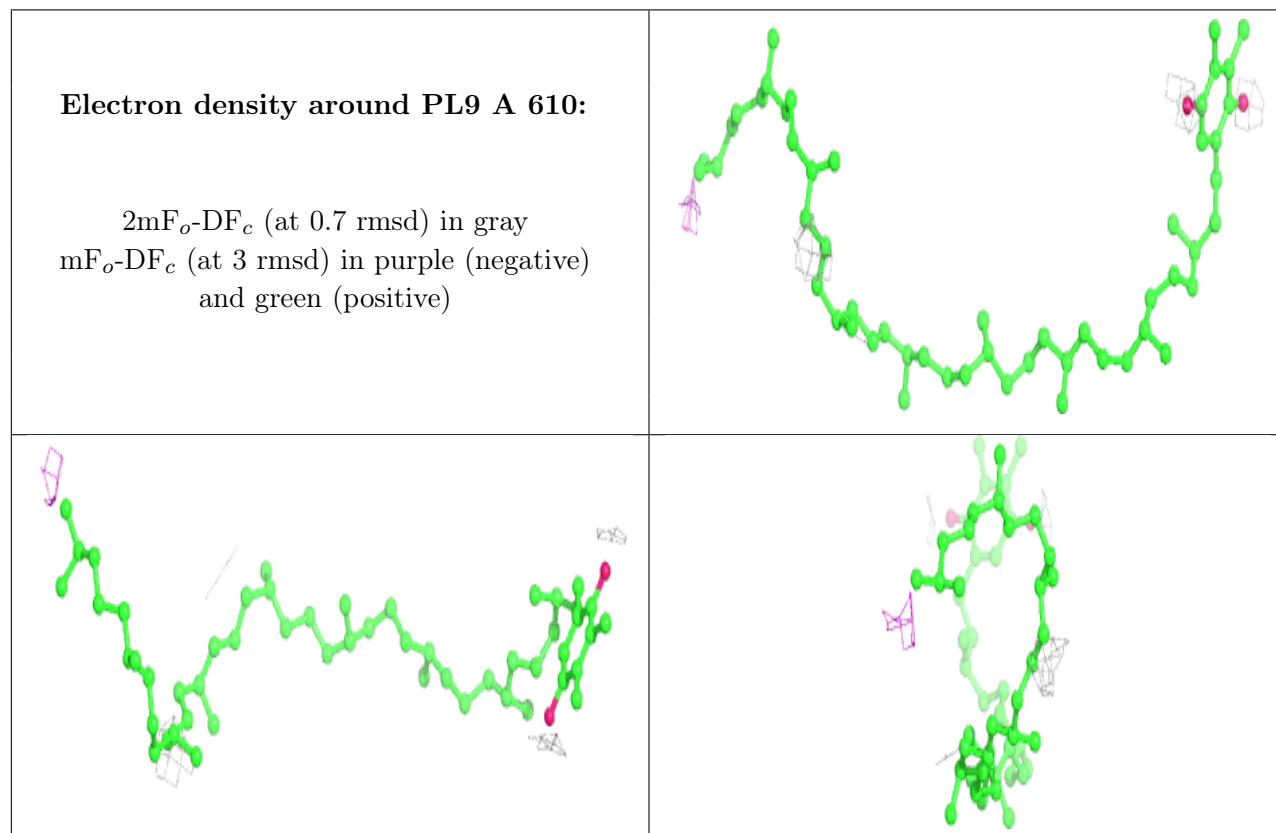 Electron density around PL9 A 610:
2mFo-DFc (at 0.7 rmsd) in gray
mFo-DFc (at 3 rmsd) in purple (negative)
and green (positive)